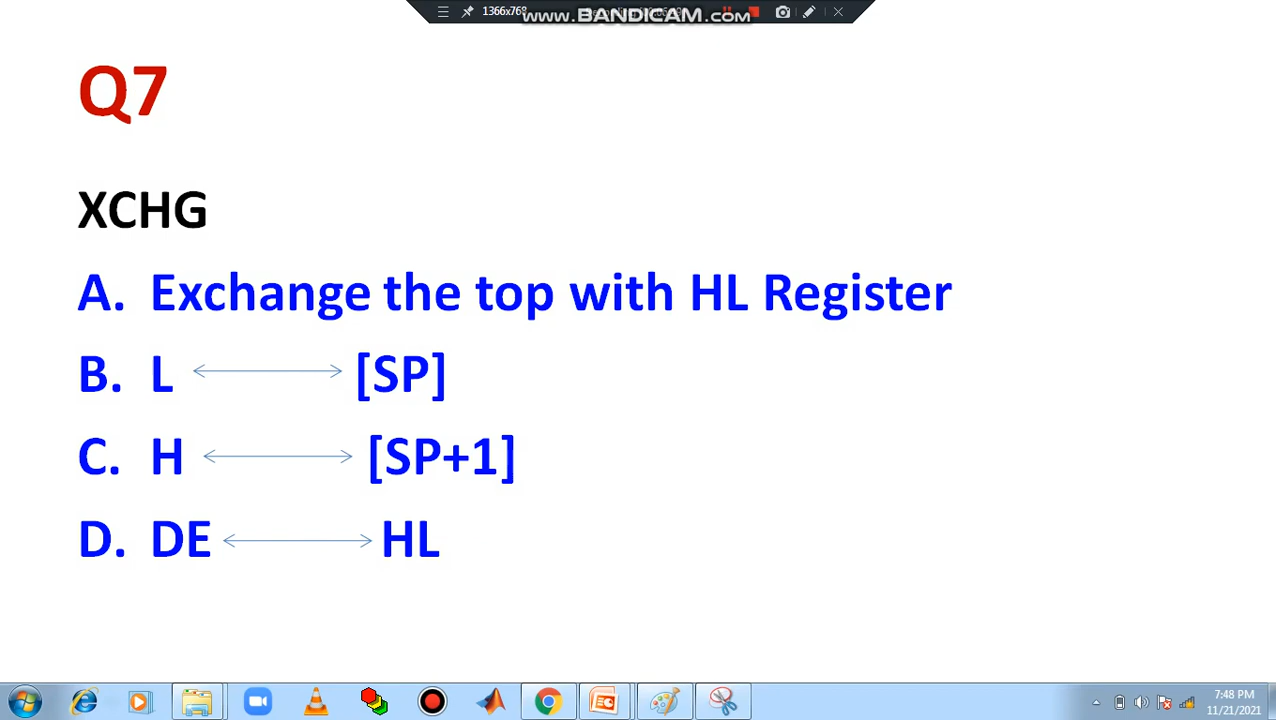 1366x768
www.BANDICAM.com
Q7
XCHG
A. Exchange the top with HL Register
B. L [SP]
C. H [SP+1]
D. DE HL
7:48 PM
11/21/2021